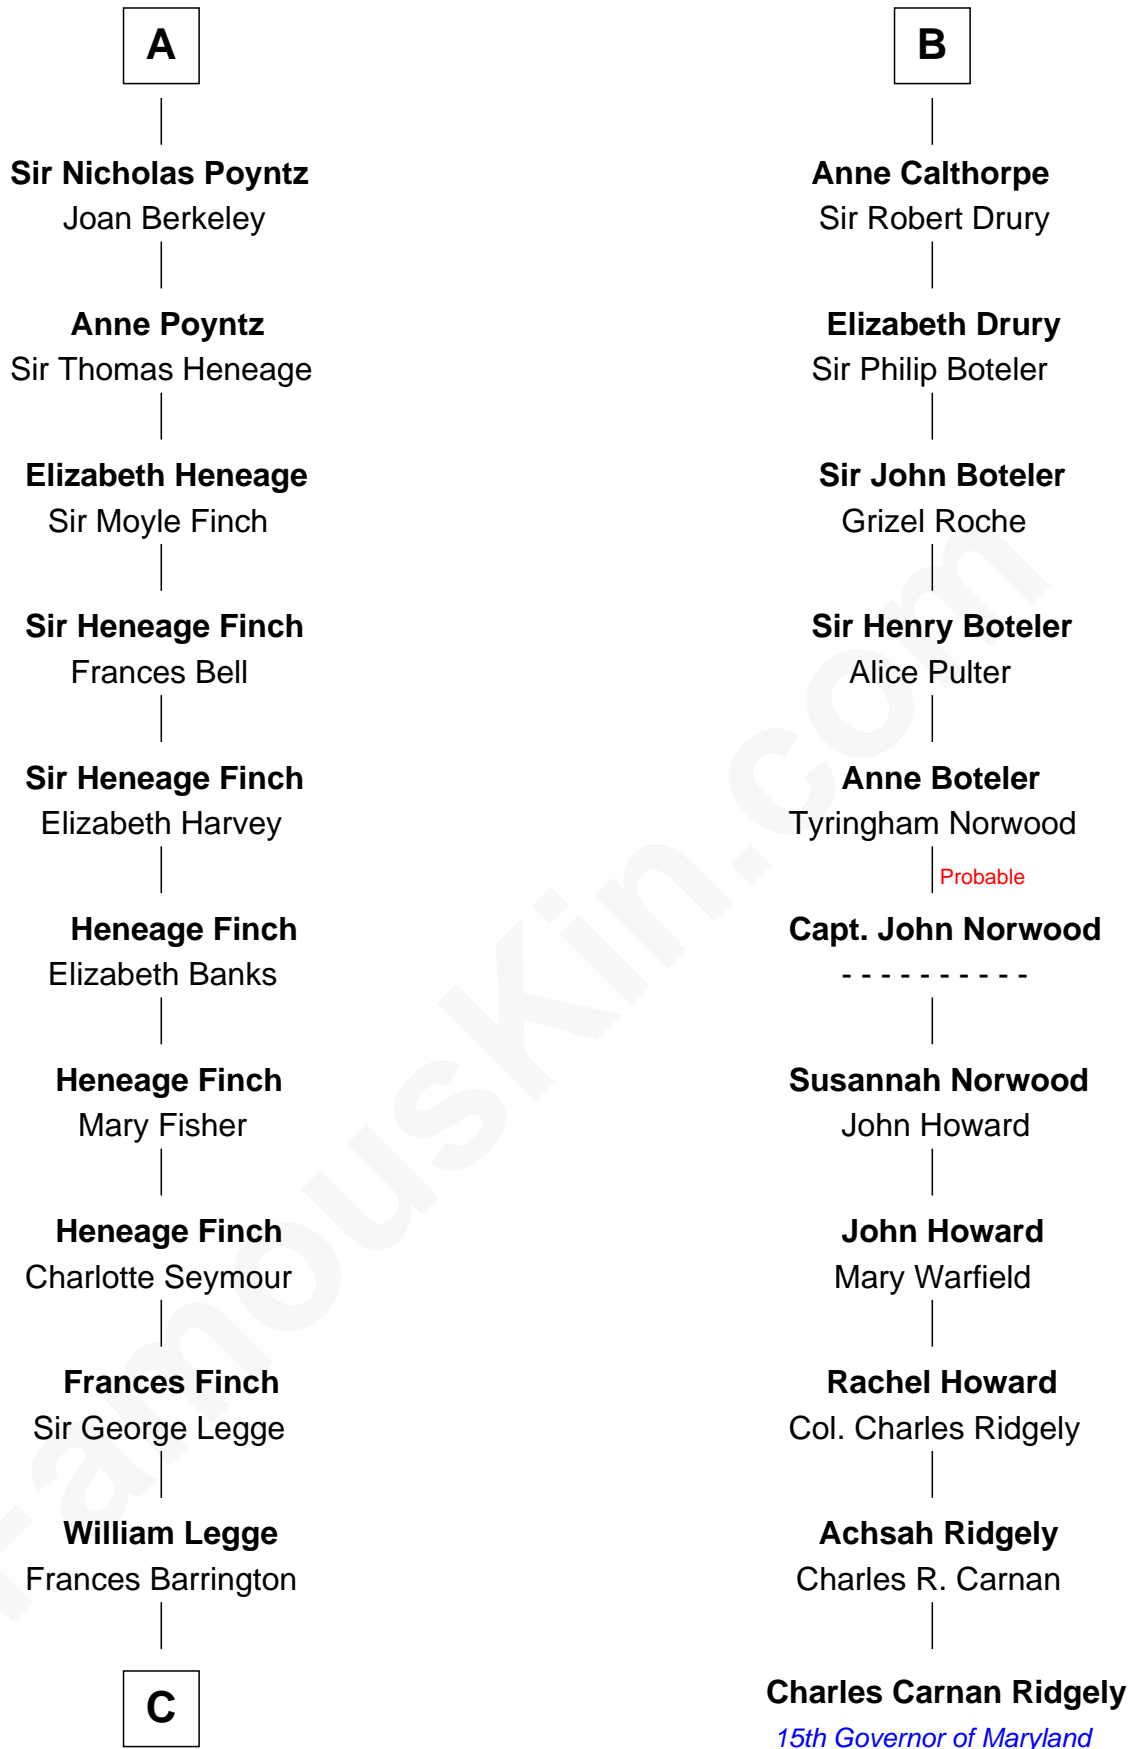 A
Sir Nicholas Poyntz
Joan Berkeley
Anne Poyntz
Sir Thomas Heneage
Elizabeth Heneage
Sir Moyle Finch
Sir Heneage Finch
Frances Bell
Sir Heneage Finch
Elizabeth Harvey
Heneage Finch
Elizabeth Banks
Heneage Finch
Mary Fisher
Heneage Finch
Charlotte Seymour
Frances Finch
Sir George Legge
William Legge
Frances Barrington
C
B
Anne Calthorpe
Sir Robert Drury
Elizabeth Drury
Sir Philip Boteler
Sir John Boteler
Grizel Roche
Sir Henry Boteler
Alice Pulter
Anne Boteler
Tyringham Norwood
Probable
Capt. John Norwood
- - - - - - - - - -
Susannah Norwood
John Howard
John Howard
Mary Warfield
Rachel Howard
Col. Charles Ridgely
Achsah Ridgely
Charles R. Carnan
Charles Carnan Ridgely
15th Governor of Maryland
FamousKin.com